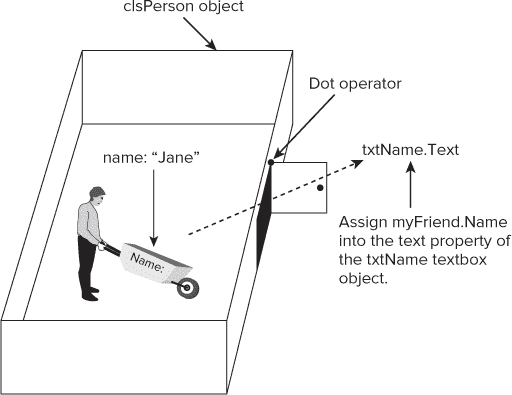 clsPerson object
Dot operator
name: “Jane”
txtName.Text
Name:
Assign myFriend.Name
into the text property of
the txtName textbox
object.